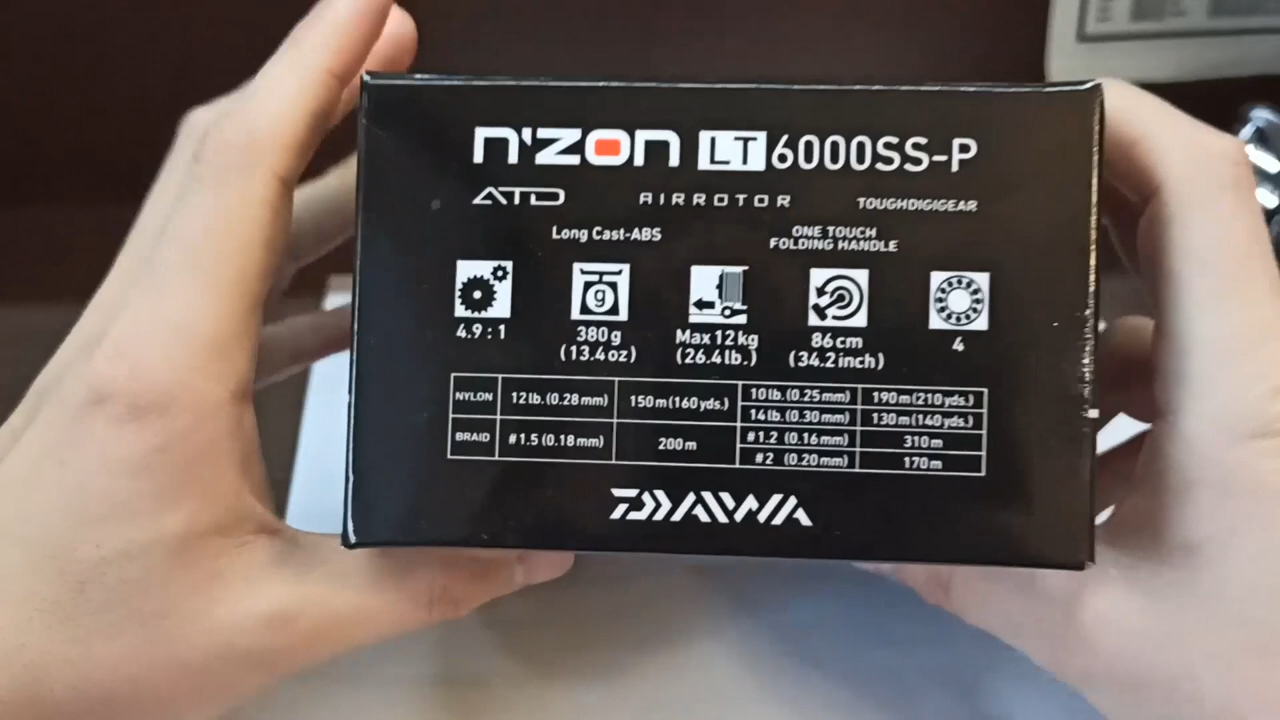 N'ZON LT 6000SS-P
ATD AIRROTOR TOUGHDIGIGEAR
Long Cast-ABS ONE TOUCH
FOLDING HANDLE
g
4.9 : 1 380g Max 12kg 86cm 4
(13.4oz) (26.4lb.) (34.2inch)
NYLON 12lb.(0.28mm) 150m(160yds.) 10lb.(0.25mm) 190m(210yds.)
14lb.(0.30mm) 130m(140yds.)
BRAID #1.5 (0.18mm) 200m #1.2 (0.16mm) 310m
#2 (0.20mm) 170m
DAIWA